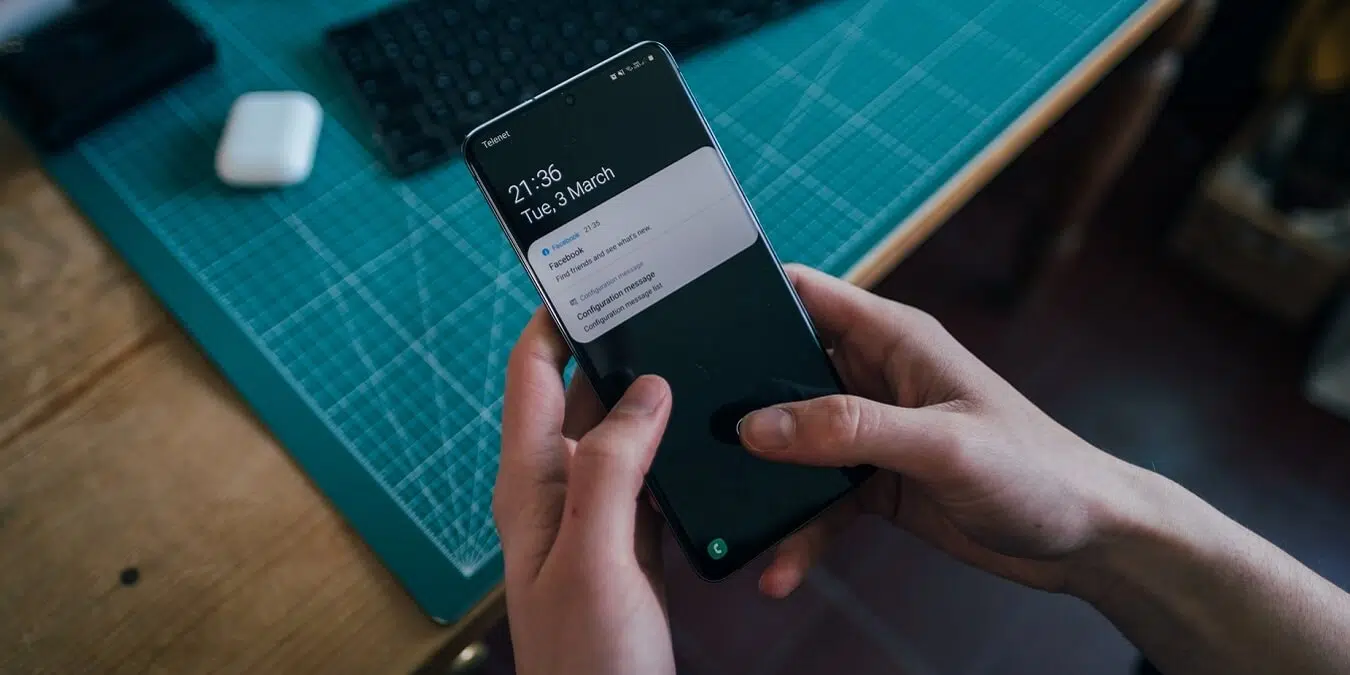 Telenet
21:36
Tue, 3 March
Facebook 21:35
Facebook
Find friends and see what's new.
Configuration message
Configuration message
Configuration message list